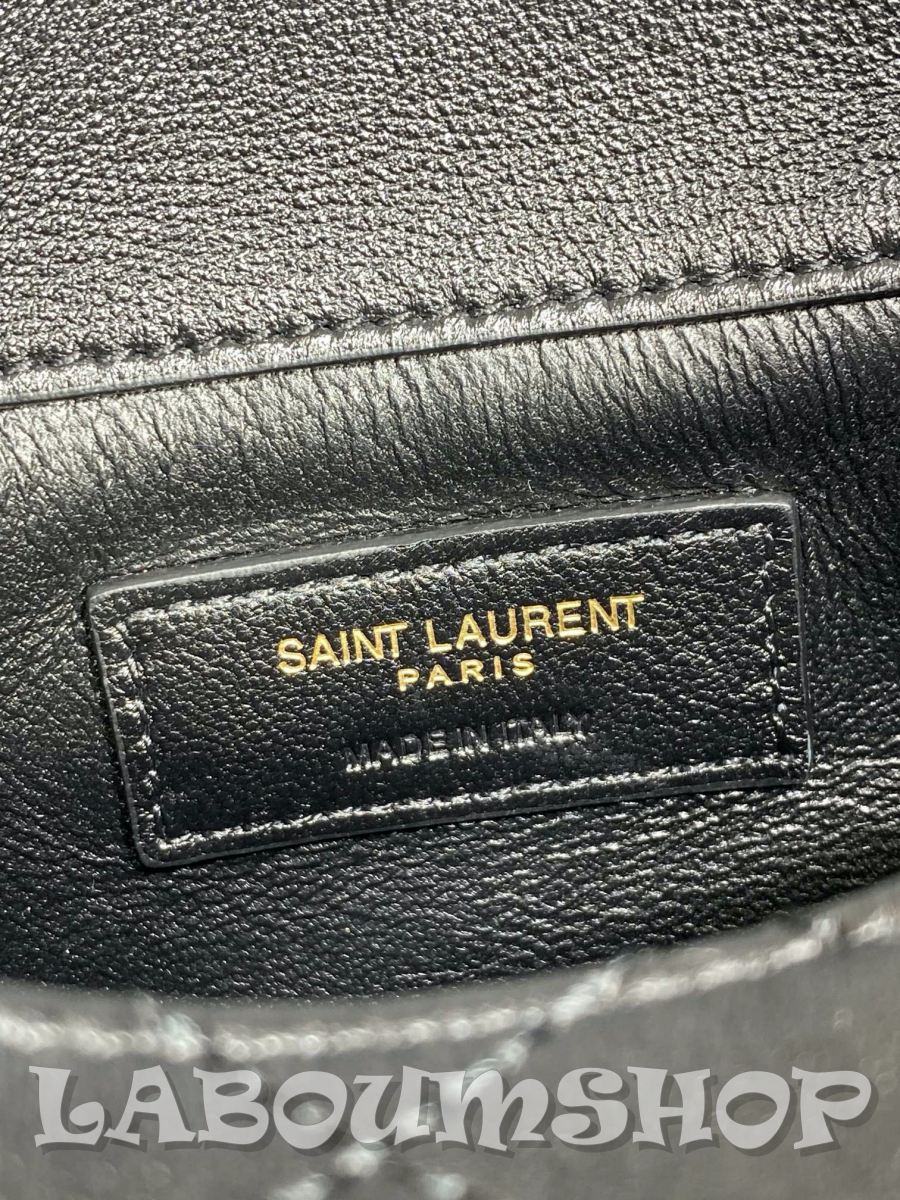 SAINT LAURENT
PARIS
MADE IN ITALY
LABOUMSHOP